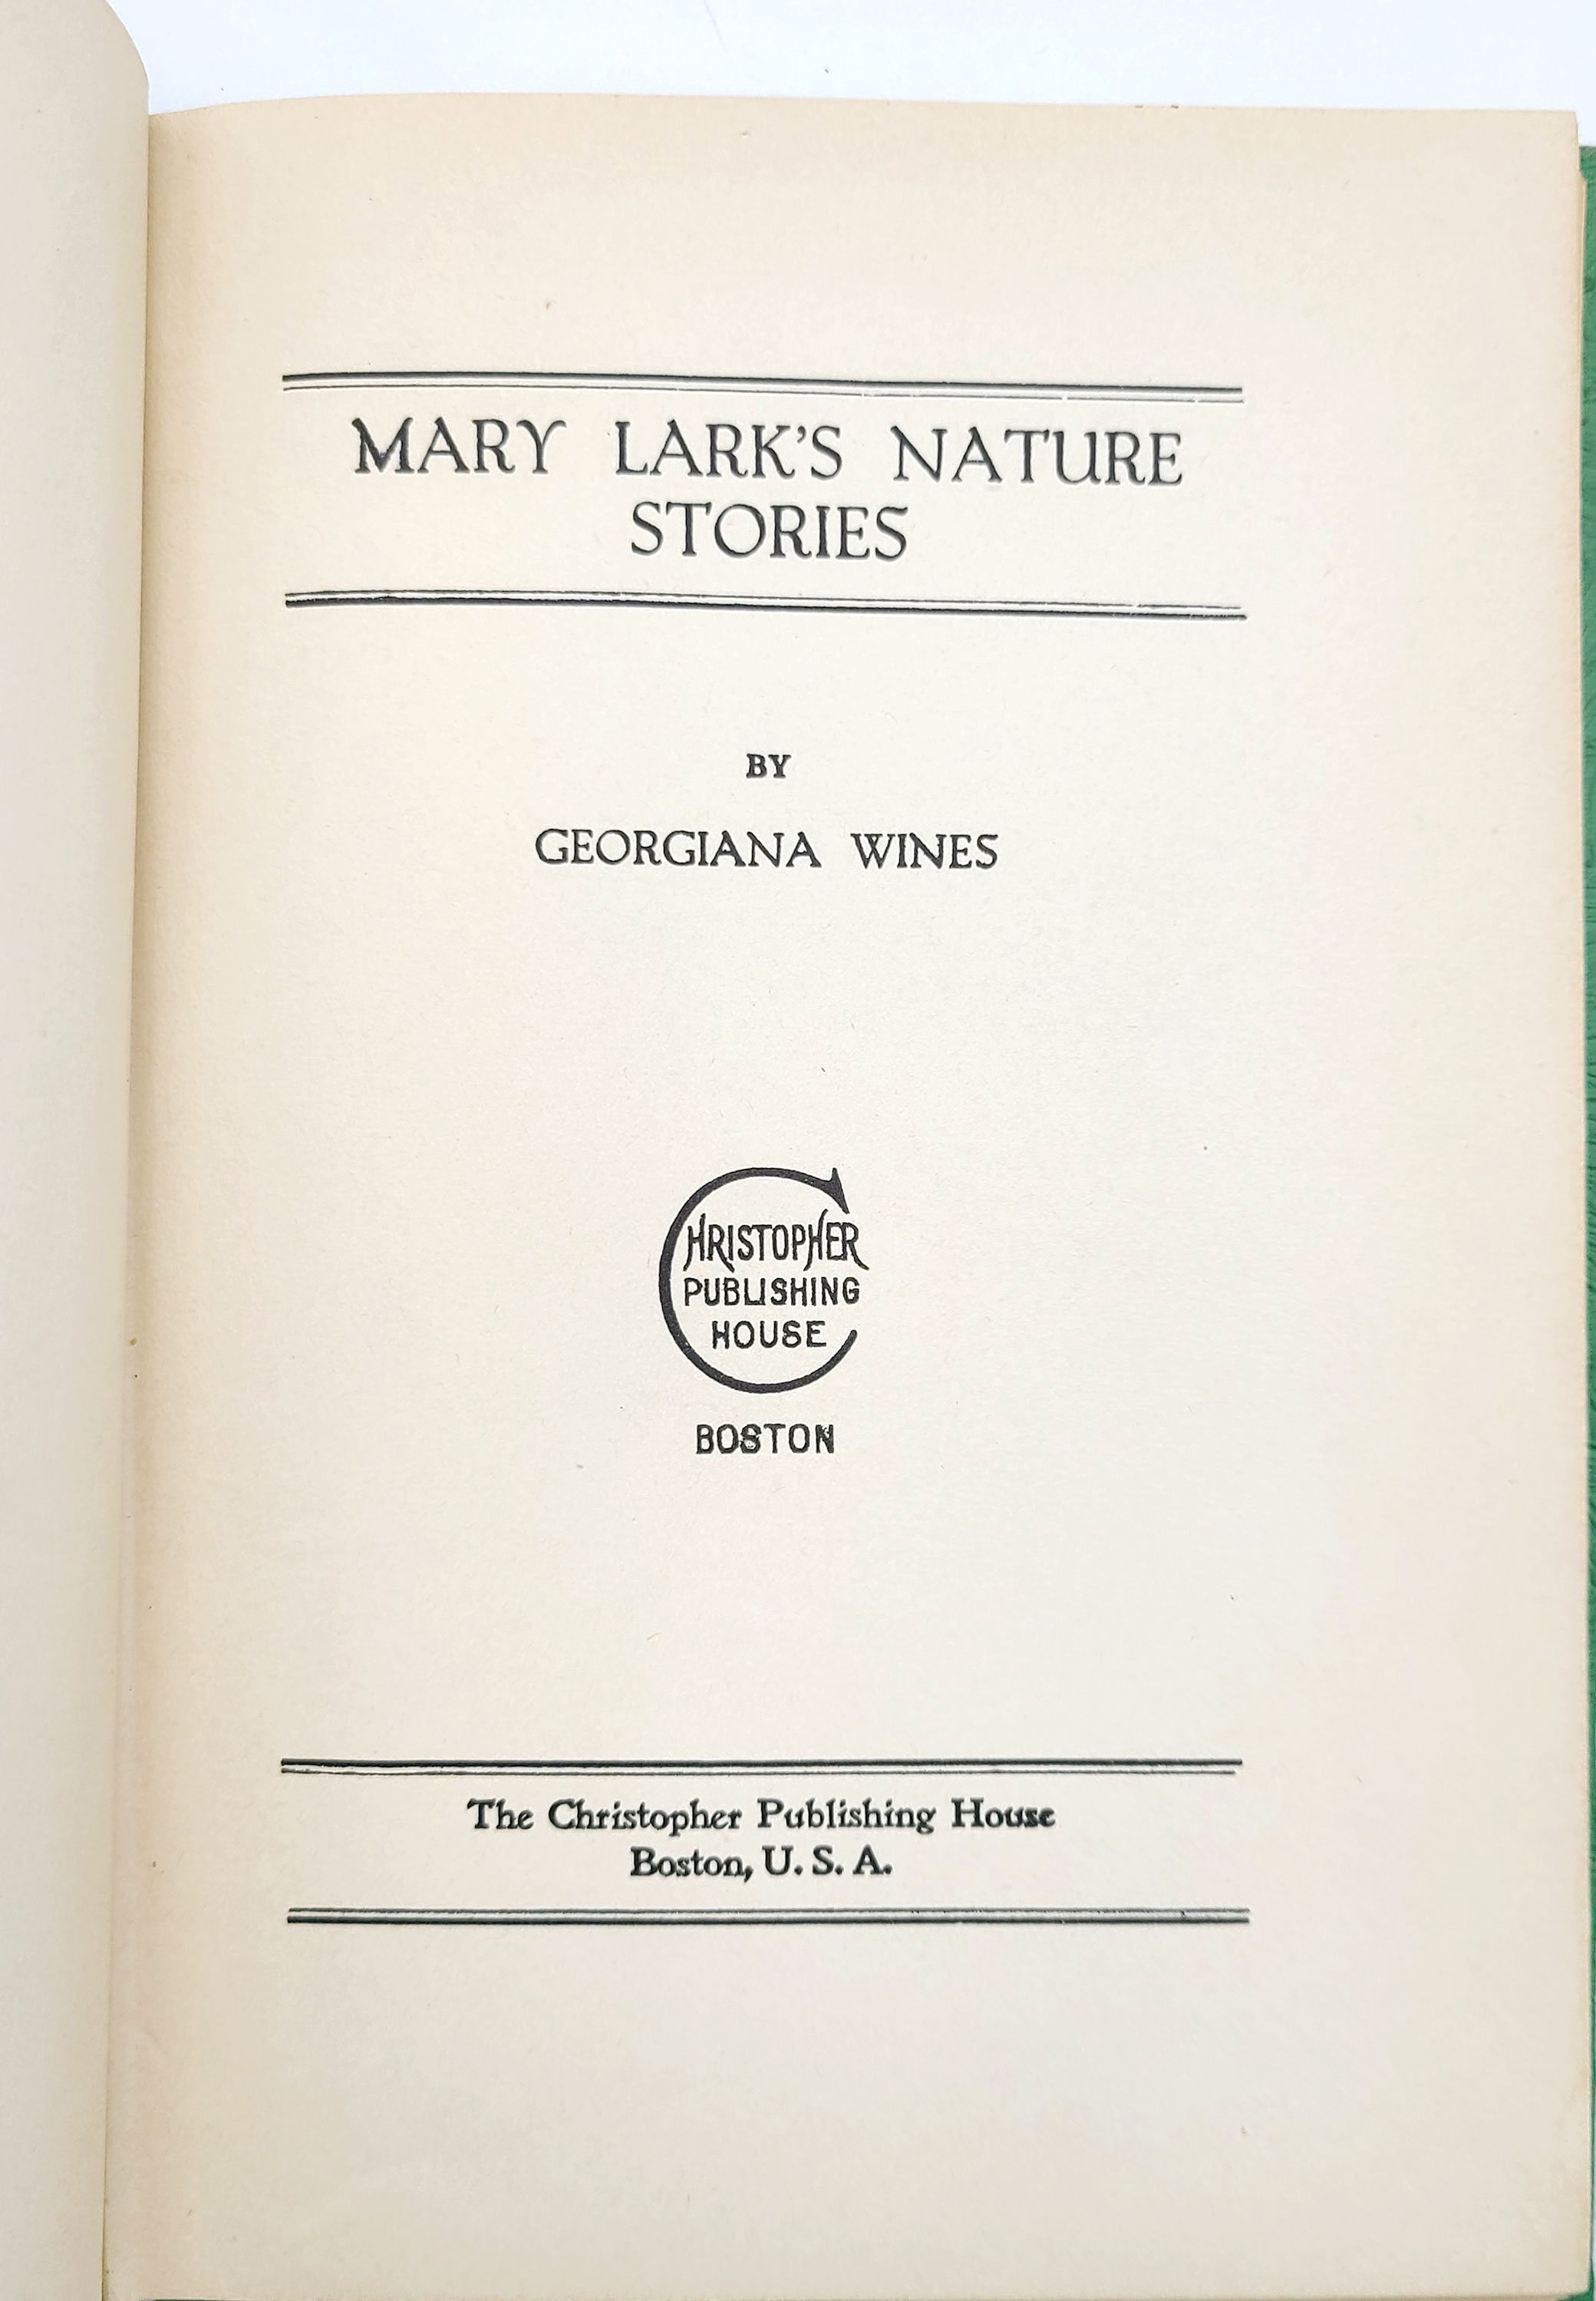 MARY LARK'S NATURE
STORIES
BY
GEORGIANA WINES
CHRISTOPHER
PUBLISHING
HOUSE
BOSTON
The Christopher Publishing House
Boston, U. S. A.